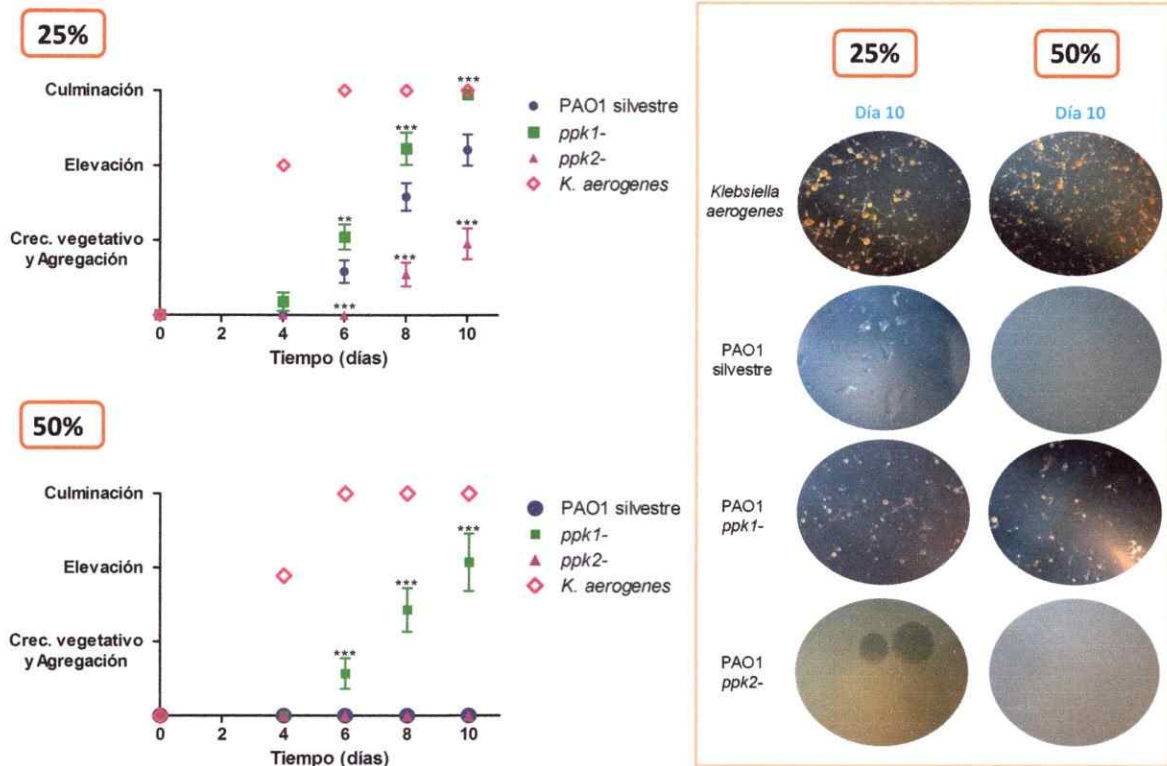 25%
Culminación
Elevación
Crec. vegetativo
y Agregación
*** *** *** ** *** *** ***
0 2 4 6 8 10
Tiempo (días)
PAO1 silvestre
ppk1-
ppk2-
K. aerogenes
50%
Culminación
Elevación
Crec. vegetativo
y Agregación
*** *** ***
0 2 4 6 8 10
Tiempo (días)
PAO1 silvestre
ppk1-
ppk2-
K. aerogenes
25% 50%
Día 10 Día 10
Klebsiella
aerogenes
PAO1
silvestre
PAO1
ppk1-
PAO1
ppk2-